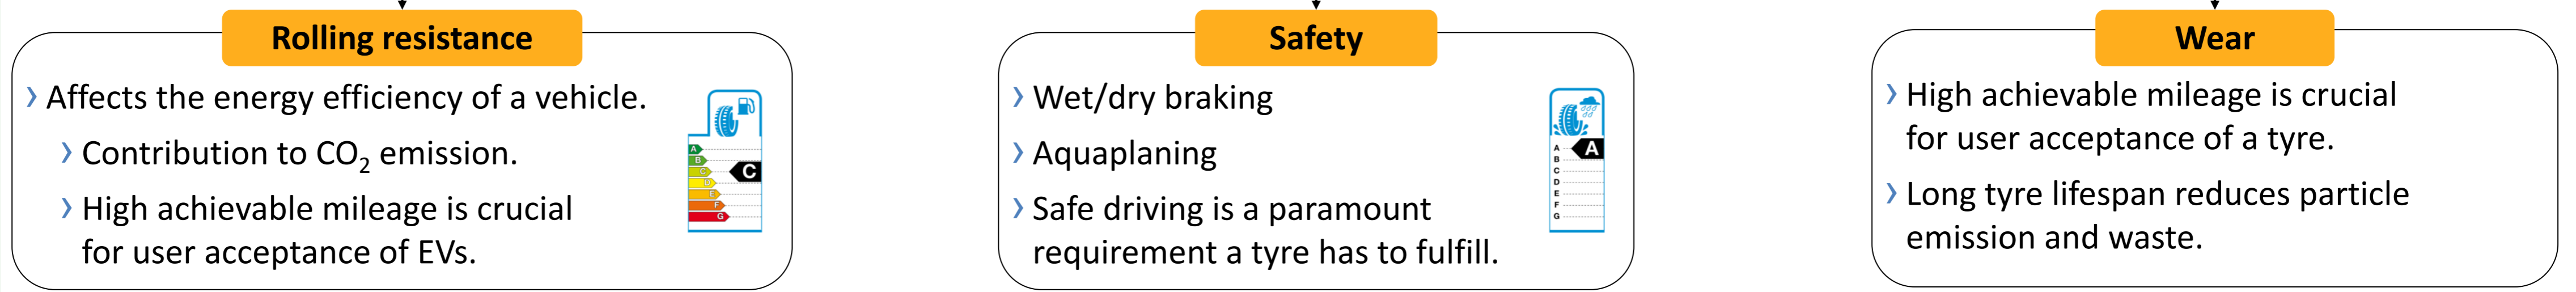 Rolling resistance
› Affects the energy efficiency of a vehicle.
› Contribution to CO₂ emission.
› High achievable mileage is crucial
for user acceptance of EVs.
A
B
C
D
E
F
G
C
Safety
› Wet/dry braking
› Aquaplaning
› Safe driving is a paramount
requirement a tyre has to fulfill.
A
B
C
D
E
F
G
A
Wear
› High achievable mileage is crucial
for user acceptance of a tyre.
› Long tyre lifespan reduces particle
emission and waste.